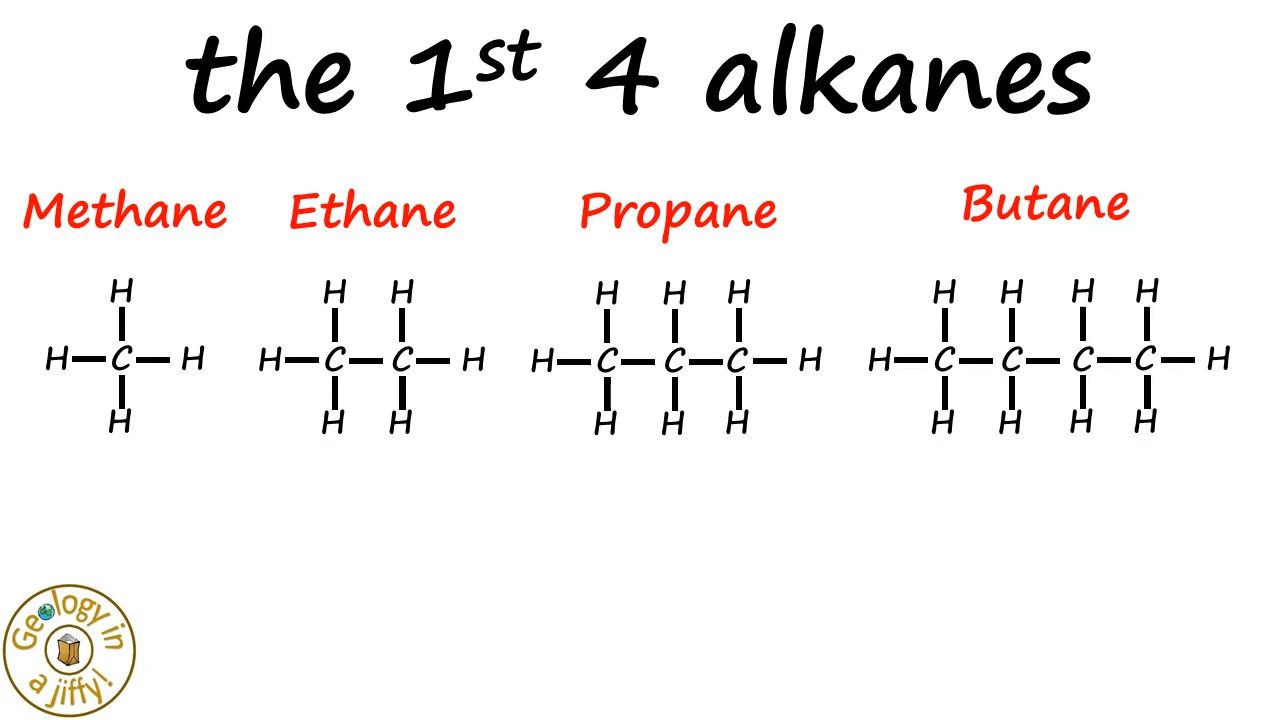 the 1st 4 alkanes
Methane Ethane Propane Butane
H H H H H H H H H H
H C H H C C H H C C C H H C C C C H
H H H H H H H H H H
Geology in
a jiffy!